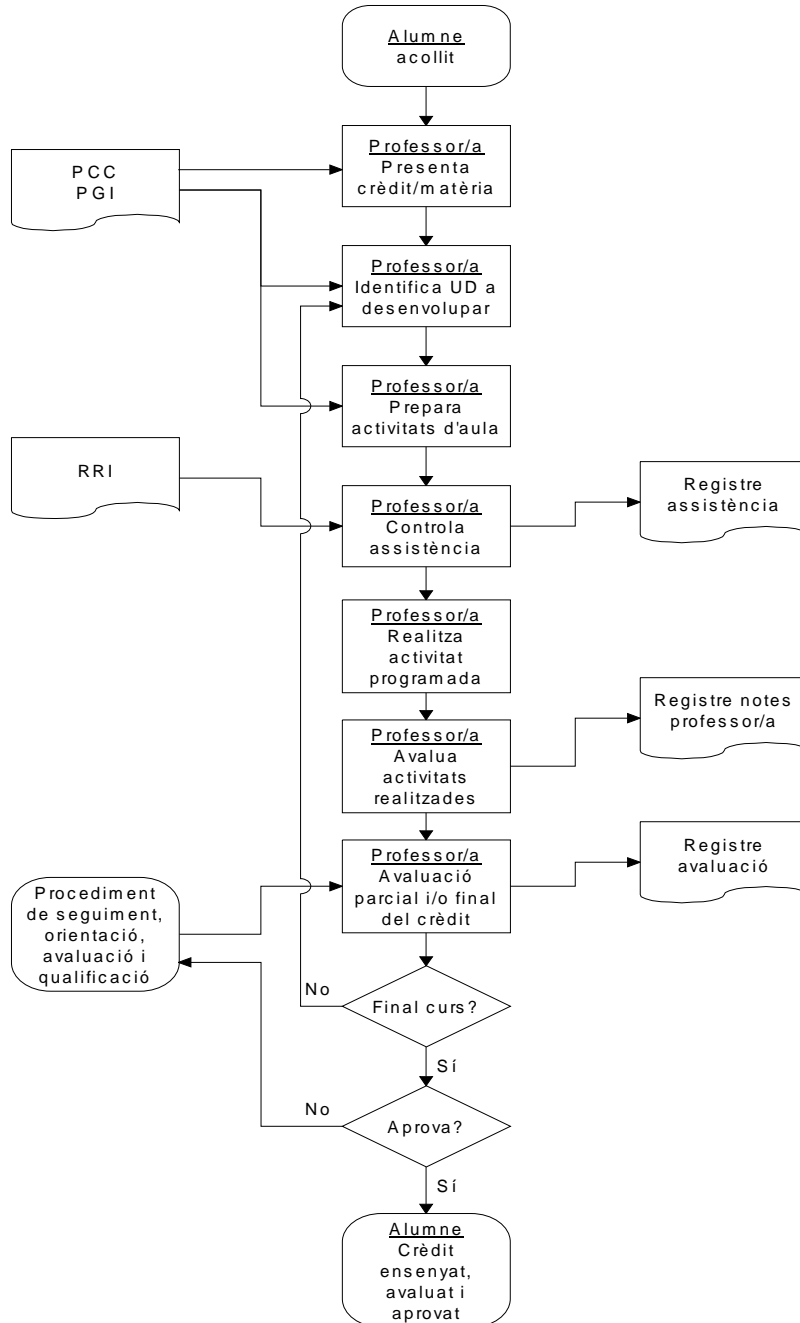 Alumne
acollit
Professor/a
Presenta
crèdit/matèria
PCC
PGI
Professor/a
Identifica UD a
desenvolupar
Professor/a
Prepara
activitats d'aula
RRI
Professor/a
Controla
assistència
Registre
assistència
Professor/a
Realitza
activitat
programada
Professor/a
Avalua
activitats
realitzades
Registre notes
professor/a
Professor/a
Avaluació
parcial i/o final
del crèdit
Registre
avaluació
Procediment
de seguiment,
orientació,
avaluació i
qualificació
No
Final curs?
Sí
No
Aprova?
Sí
Alumne
Crèdit
ensenyat,
avaluat i
aprovat